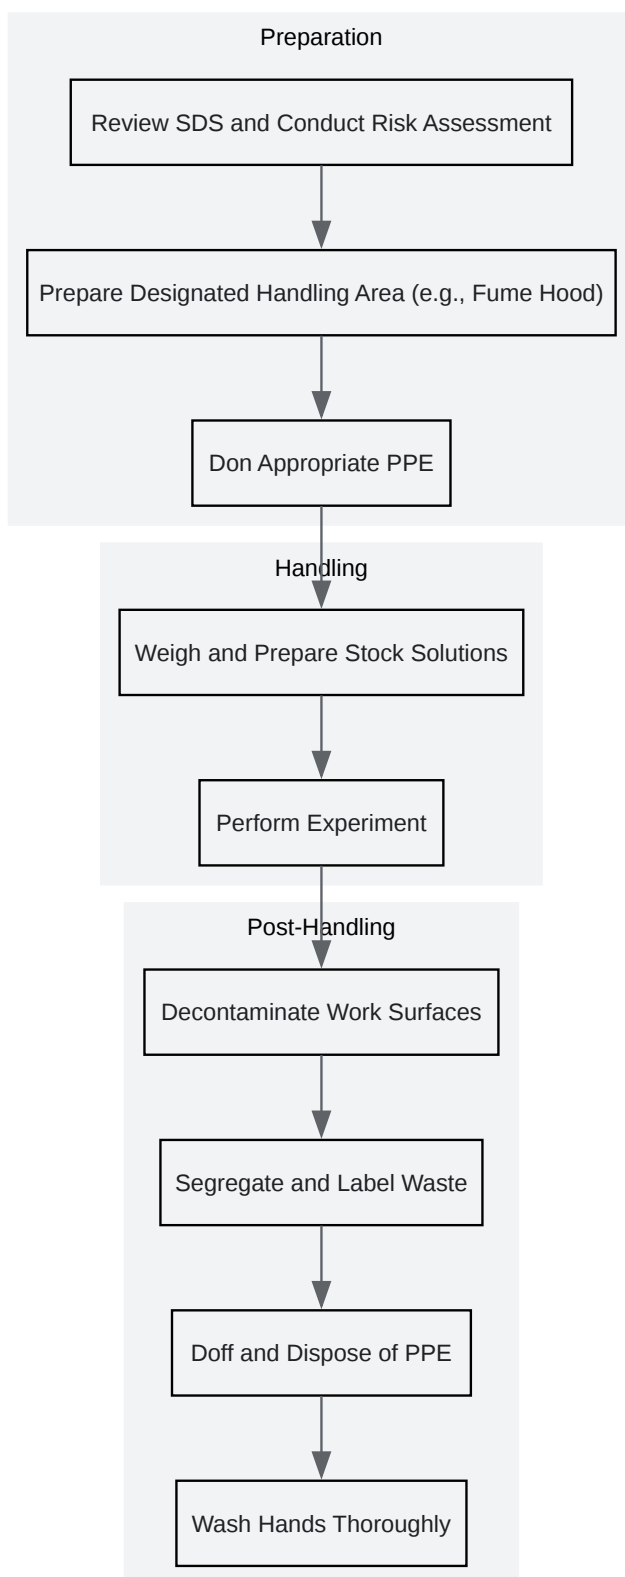 Preparation
Review SDS and Conduct Risk Assessment
Prepare Designated Handling Area (e.g., Fume Hood)
Don Appropriate PPE
Handling
Weigh and Prepare Stock Solutions
Perform Experiment
Post-Handling
Decontaminate Work Surfaces
Segregate and Label Waste
Doff and Dispose of PPE
Wash Hands Thoroughly